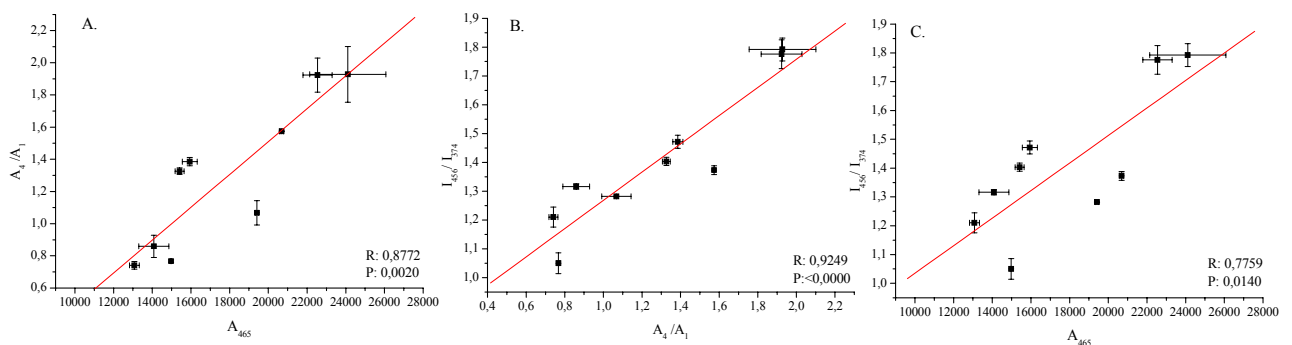 A.
2,2
2,0
1,8
1,6
1,4
1,2
1,0
0,8
0,6
A4/A1
10000 12000 14000 16000 18000 20000 22000 24000 26000 28000
A465
R: 0,8772
P: 0,0020
B.
1,9
1,8
1,7
1,6
1,5
1,4
1,3
1,2
1,1
1,0
I456/ I374
0,4 0,6 0,8 1,0 1,2 1,4 1,6 1,8 2,0 2,2
A4/A1
R: 0,9249
P:<0,0000
C.
1,9
1,8
1,7
1,6
1,5
1,4
1,3
1,2
1,1
1,0
I456/ I374
10000 12000 14000 16000 18000 20000 22000 24000 26000 28000
A465
R: 0,7759
P: 0,0140